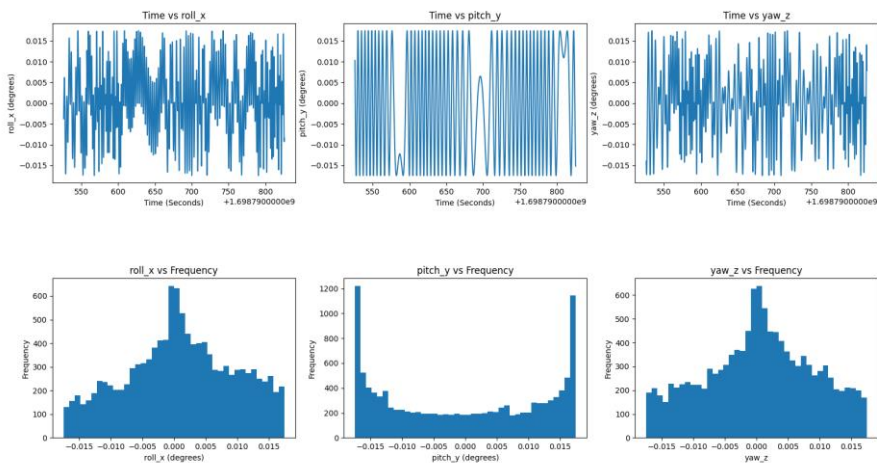 Time vs roll_x
roll_x (degrees)
0.015
0.010
0.005
0.000
−0.005
−0.010
−0.015
550 600 650 700 750 800
Time (Seconds) +1.6987900000e9
Time vs pitch_y
pitch_y (degrees)
0.015
0.010
0.005
0.000
−0.005
−0.010
−0.015
550 600 650 700 750 800
Time (Seconds) +1.6987900000e9
Time vs yaw_z
yaw_z (degrees)
0.015
0.010
0.005
0.000
−0.005
−0.010
−0.015
550 600 650 700 750 800
Time (Seconds) +1.6987900000e9
roll_x vs Frequency
Frequency
600
500
400
300
200
100
0
−0.015 −0.010 −0.005 0.000 0.005 0.010 0.015
roll_x (degrees)
pitch_y vs Frequency
Frequency
1200
1000
800
600
400
200
0
−0.015 −0.010 −0.005 0.000 0.005 0.010 0.015
pitch_y (degrees)
yaw_z vs Frequency
Frequency
600
500
400
300
200
100
0
−0.015 −0.010 −0.005 0.000 0.005 0.010 0.015
yaw_z